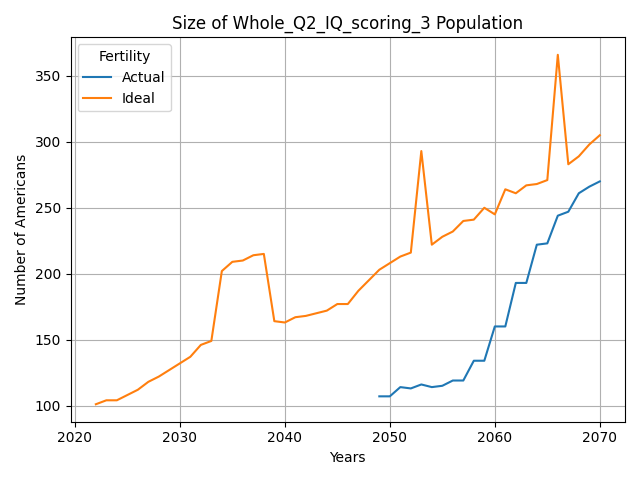 Size of Whole_Q2_IQ_scoring_3 Population
Fertility
Actual
Ideal
Number of Americans
350
300
250
200
150
100
2020 2030 2040 2050 2060 2070
Years